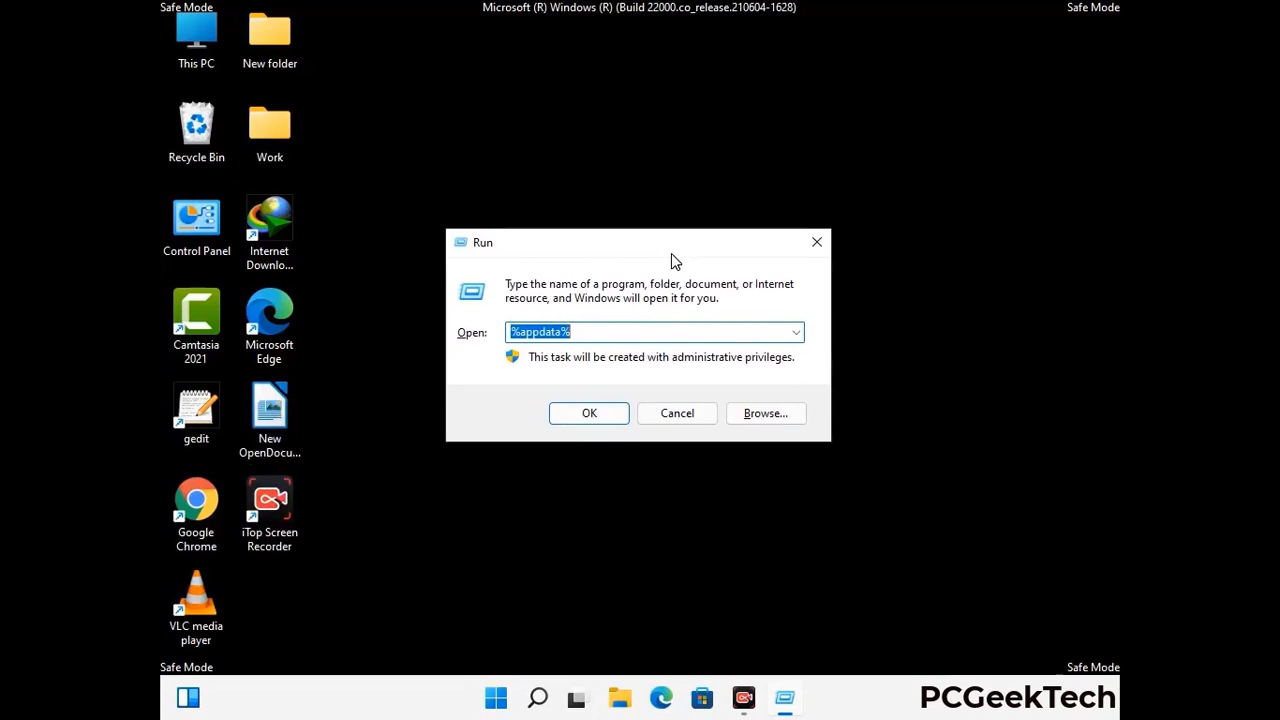 Safe Mode
Microsoft (R) Windows (R) (Build 22000.co_release.210604-1628)
Safe Mode
This PC
New folder
Recycle Bin
Work
Control Panel
Internet
Downlo...
Camtasia
2021
Microsoft
Edge
gedit
New
OpenDocu...
Google
Chrome
iTop Screen
Recorder
VLC media
player
Run
Type the name of a program, folder, document, or Internet
resource, and Windows will open it for you.
Open:
%appdata%
This task will be created with administrative privileges.
OK
Cancel
Browse...
Safe Mode
Safe Mode
PCGeekTech